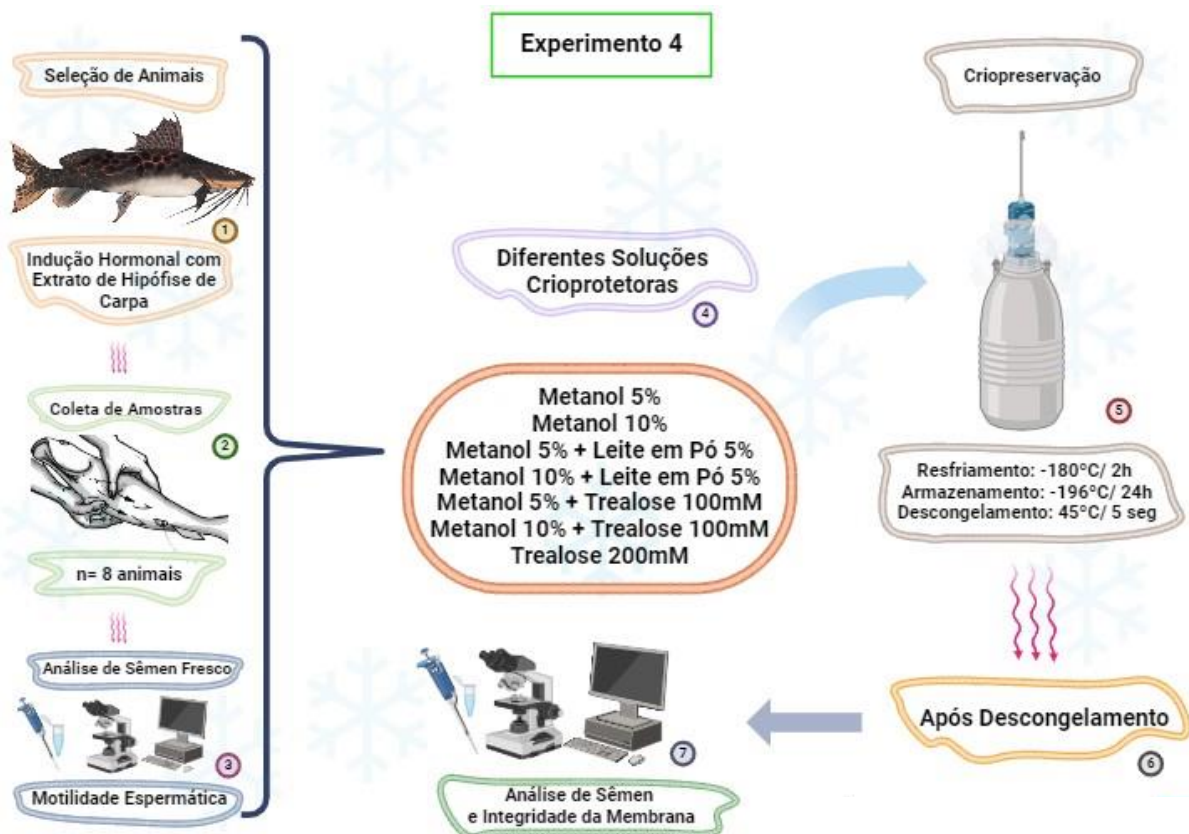 Experimento 4
Seleção de Animais
1
Indução Hormonal com
Extrato de Hipófise de
Carpa
Coleta de Amostras
2
n= 8 animais
Análise de Sêmen Fresco
3
Motilidade Espermática
Diferentes Soluções
Crioprotetoras
4
Metanol 5%
Metanol 10%
Metanol 5% + Leite em Pó 5%
Metanol 10% + Leite em Pó 5%
Metanol 5% + Trealose 100mM
Metanol 10% + Trealose 100mM
Trealose 200mM
Criopreservação
5
Resfriamento: -180ºC/ 2h
Armazenamento: -196ºC/ 24h
Descongelamento: 45ºC/ 5 seg
Após Descongelamento
6
7
Análise de Sêmen
e Integridade da Membrana